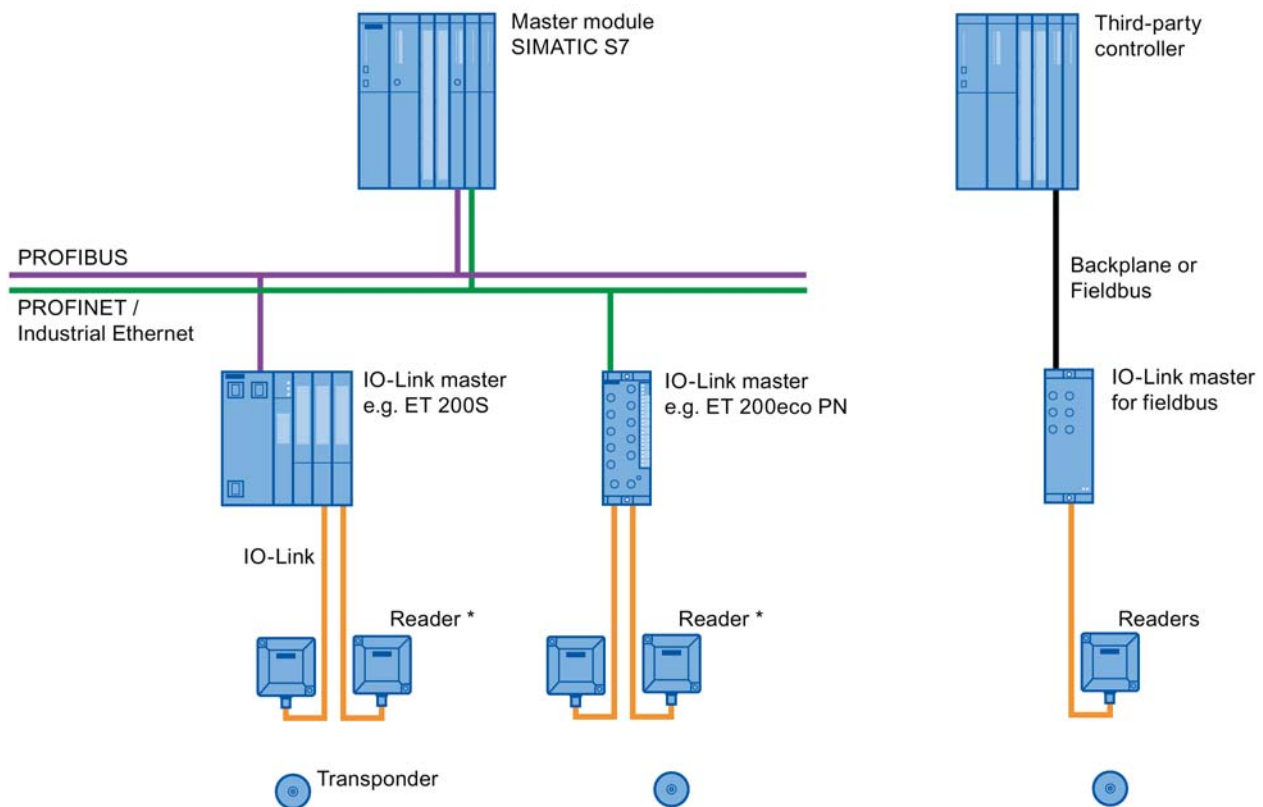 Master module
SIMATIC S7
Third-party
controller
PROFIBUS
PROFINET /
Industrial Ethernet
Backplane or
Fieldbus
IO-Link master
e.g. ET 200S
IO-Link master
e.g. ET 200eco PN
IO-Link master
for fieldbus
IO-Link
Reader *
Reader *
Readers
Transponder